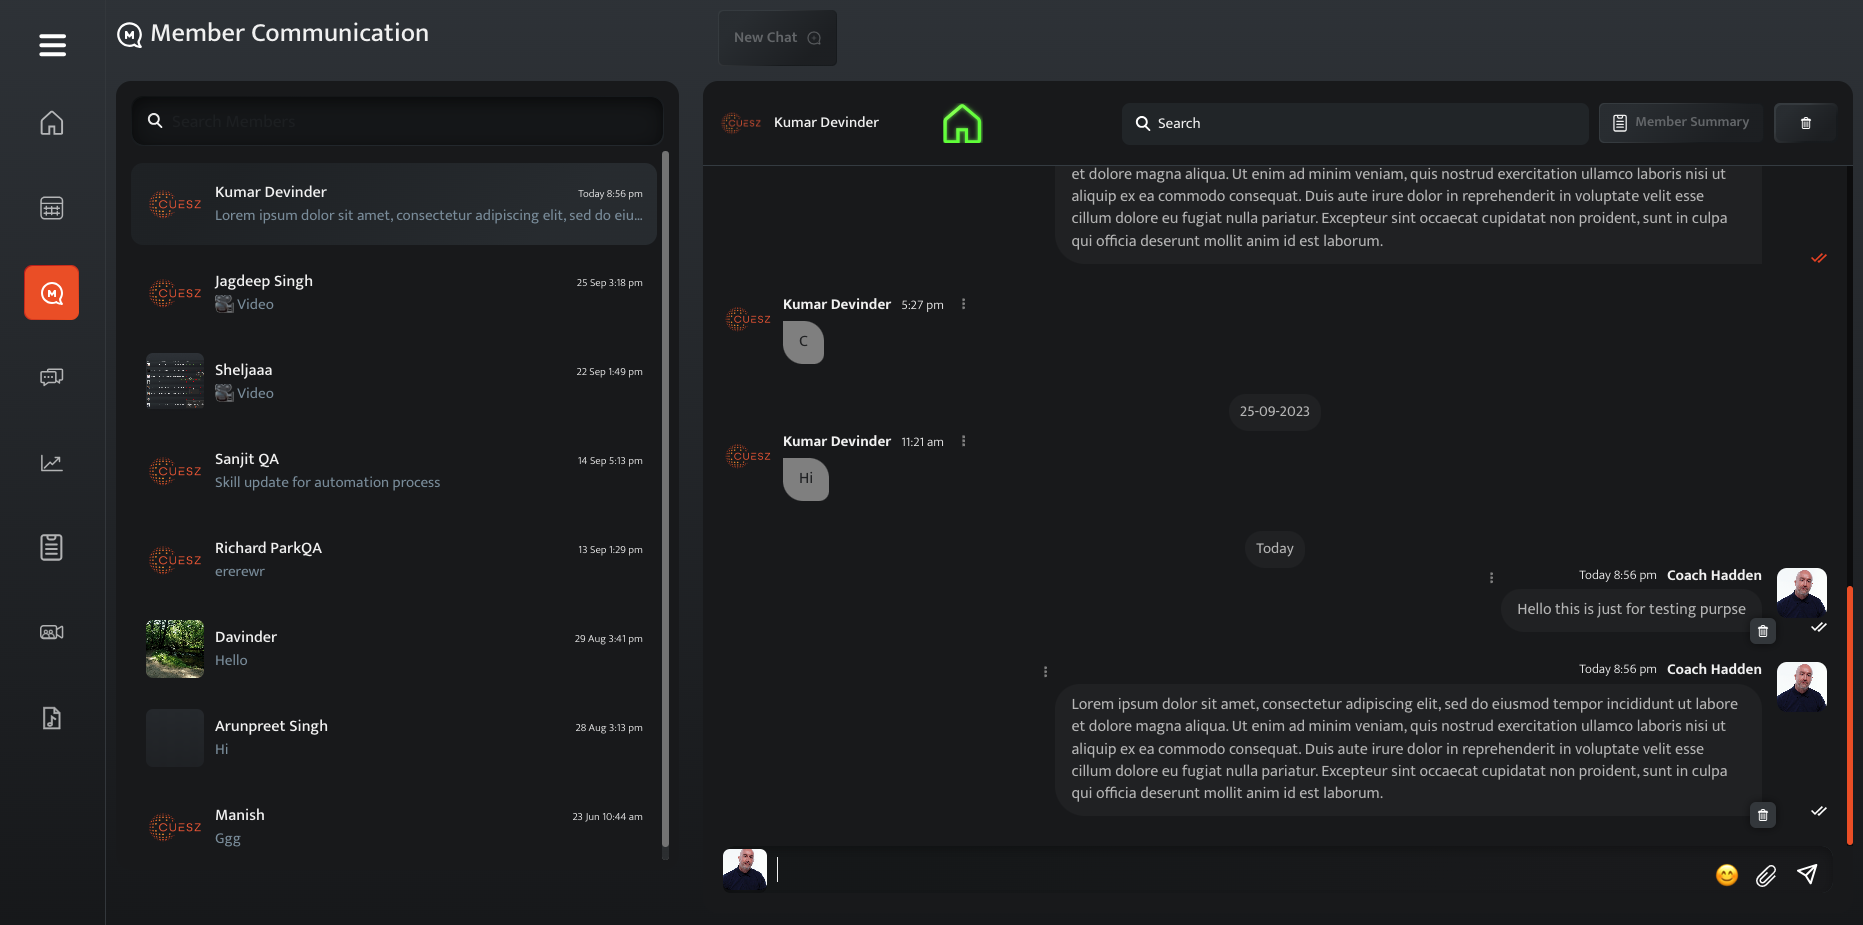 Member Communication
New Chat
Search Members
CUESZ
Kumar Devinder
Today 8:56 pm
Lorem ipsum dolor sit amet, consectetur adipiscing elit, sed do eiu...
CUESZ
Jagdeep Singh
25 Sep 3:18 pm
Video
Sheljaaa
22 Sep 1:49 pm
Video
CUESZ
Sanjit QA
14 Sep 5:13 pm
Skill update for automation process
CUESZ
Richard ParkQA
13 Sep 1:29 pm
ererewr
Davinder
29 Aug 3:41 pm
Hello
Arunpreet Singh
28 Aug 3:13 pm
Hi
CUESZ
Manish
23 Jun 10:44 am
Ggg
CUESZ
Kumar Devinder
Search
Member Summary
et dolore magna aliqua. Ut enim ad minim veniam, quis nostrud exercitation ullamco laboris nisi ut
aliquip ex ea commodo consequat. Duis aute irure dolor in reprehenderit in voluptate velit esse
cillum dolore eu fugiat nulla pariatur. Excepteur sint occaecat cupidatat non proident, sunt in culpa
qui officia deserunt mollit anim id est laborum.
CUESZ
Kumar Devinder 5:27 pm
C
25-09-2023
CUESZ
Kumar Devinder 11:21 am
Hi
Today
Today 8:56 pm Coach Hadden
Hello this is just for testing purpse
Today 8:56 pm Coach Hadden
Lorem ipsum dolor sit amet, consectetur adipiscing elit, sed do eiusmod tempor incididunt ut labore
et dolore magna aliqua. Ut enim ad minim veniam, quis nostrud exercitation ullamco laboris nisi ut
aliquip ex ea commodo consequat. Duis aute irure dolor in reprehenderit in voluptate velit esse
cillum dolore eu fugiat nulla pariatur. Excepteur sint occaecat cupidatat non proident, sunt in culpa
qui officia deserunt mollit anim id est laborum.